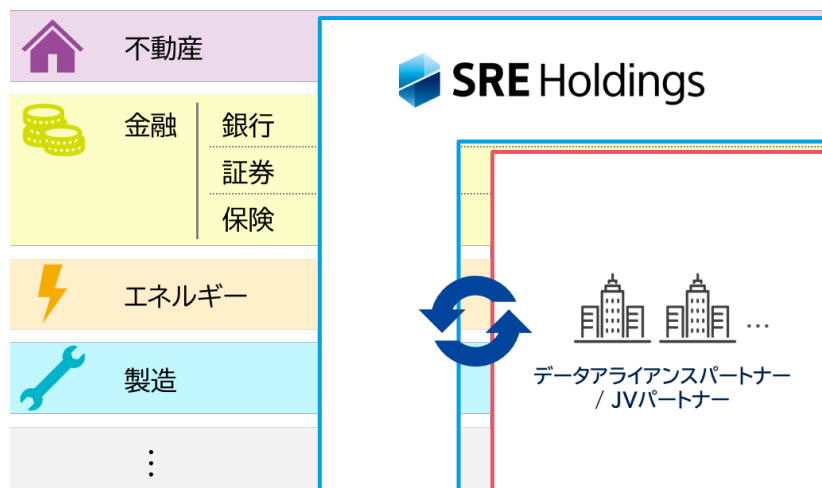 不動産
SRE Holdings
金融
銀行
証券
保険
エネルギー
製造
⋮
…
データアライアンスパートナー
/ JVパートナー